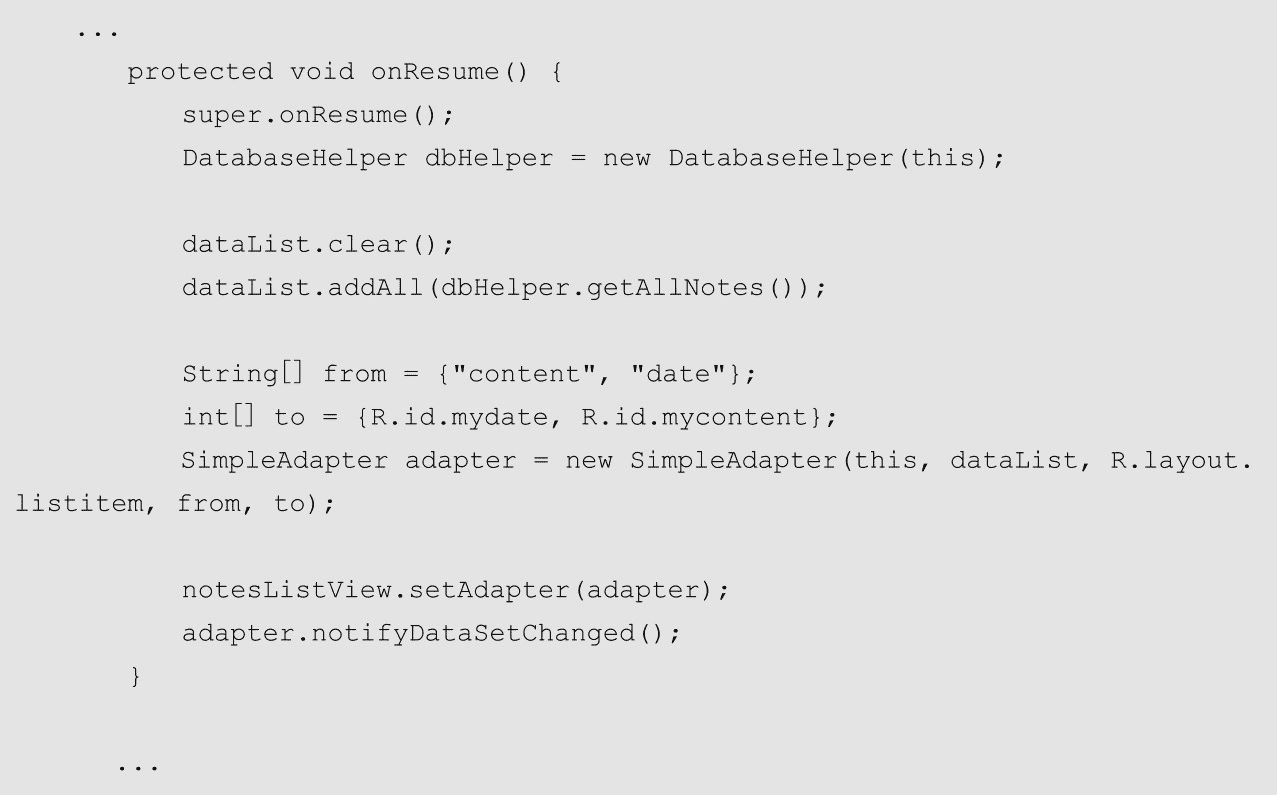 ...
protected void onResume() {
super.onResume();
DatabaseHelper dbHelper = new DatabaseHelper(this);
dataList.clear();
dataList.addAll(dbHelper.getAllNotes());
String[] from = {"content", "date"};
int[] to = {R.id.mydate, R.id.mycontent};
SimpleAdapter adapter = new SimpleAdapter(this, dataList, R.layout.
listitem, from, to);
notesListView.setAdapter(adapter);
adapter.notifyDataSetChanged();
}
...